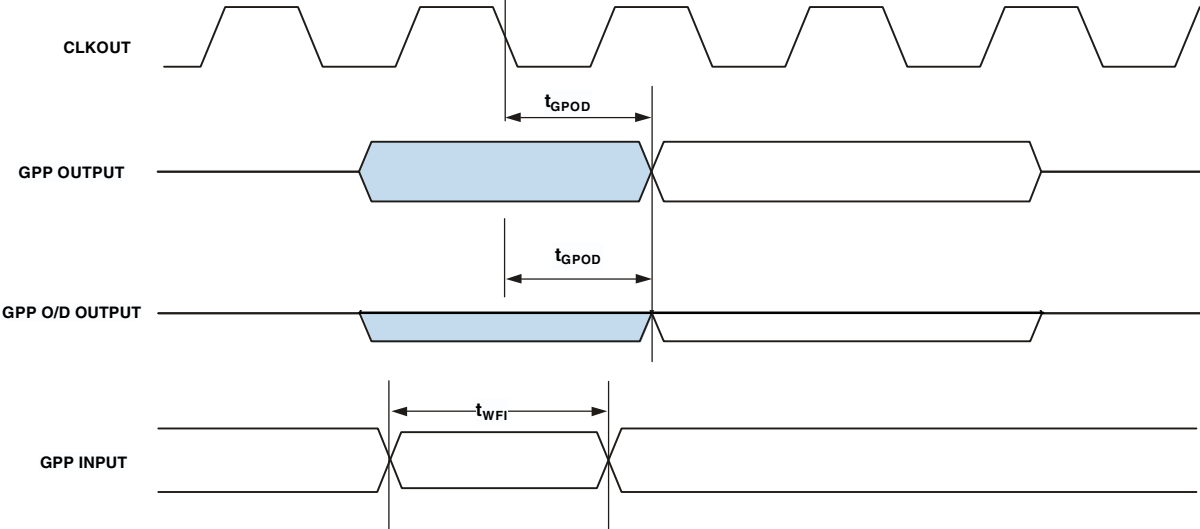 CLKOUT
tGPOD
GPP OUTPUT
tGPOD
GPP O/D OUTPUT
tWFI
GPP INPUT